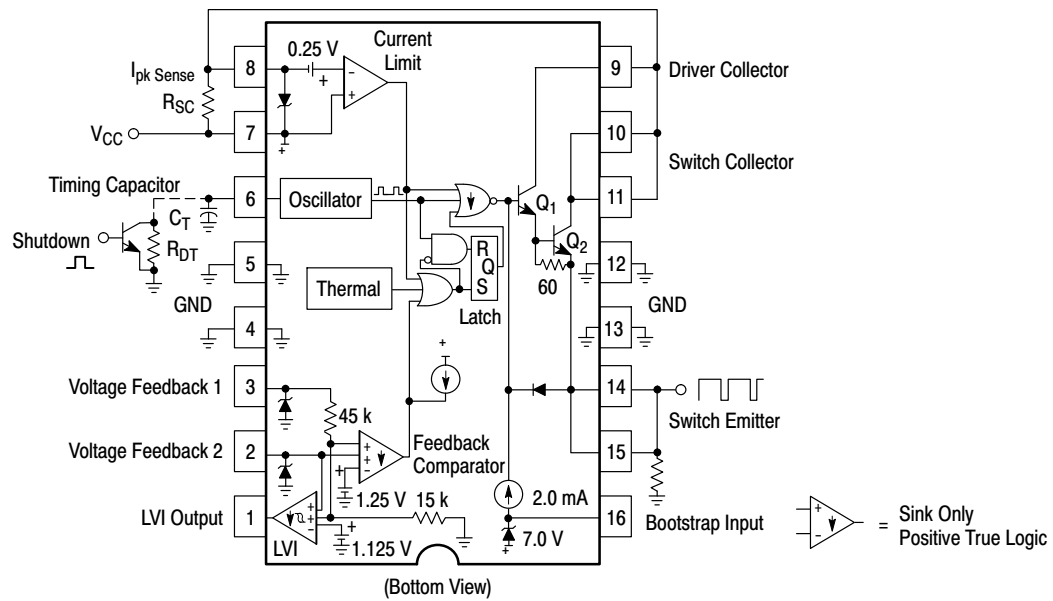 I pk Sense
RSC
VCC
Timing Capacitor
CT
Shutdown
RDT
GND
Voltage Feedback 1
Voltage Feedback 2
LVI Output
8
7
6
5
4
3
2
1
0.25 V
+
Current
Limit
-
+
+
Oscillator
Thermal
R
Q
S
Latch
+
45 k
+
+
-
Feedback
Comparator
+
1.25 V
15 k
+
+
-
+
1.125 V
LVI
Q1
Q2
60
2.0 mA
7.0 V
+
9
10
11
12
13
14
15
16
Driver Collector
Switch Collector
GND
Switch Emitter
Bootstrap Input
+
-
= Sink Only
Positive True Logic
(Bottom View)